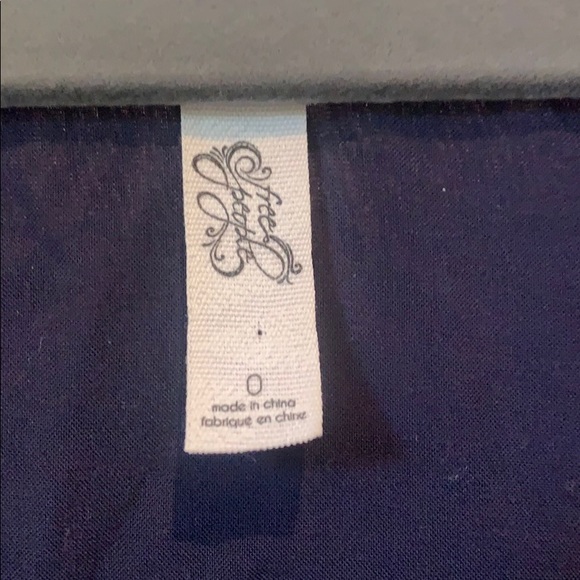 free
people
0
made in china
fabriqué en chine